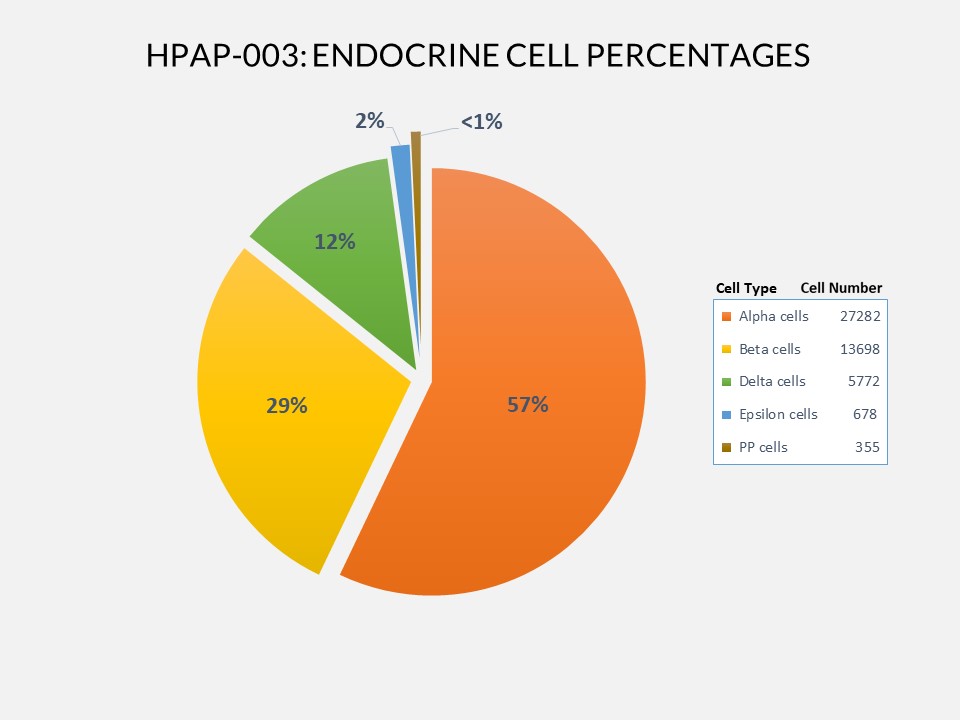 HPAP-003: ENDOCRINE CELL PERCENTAGES
2%
<1%
12%
29%
57%
Cell Type Cell Number
Alpha cells 27282
Beta cells 13698
Delta cells 5772
Epsilon cells 678
PP cells 355